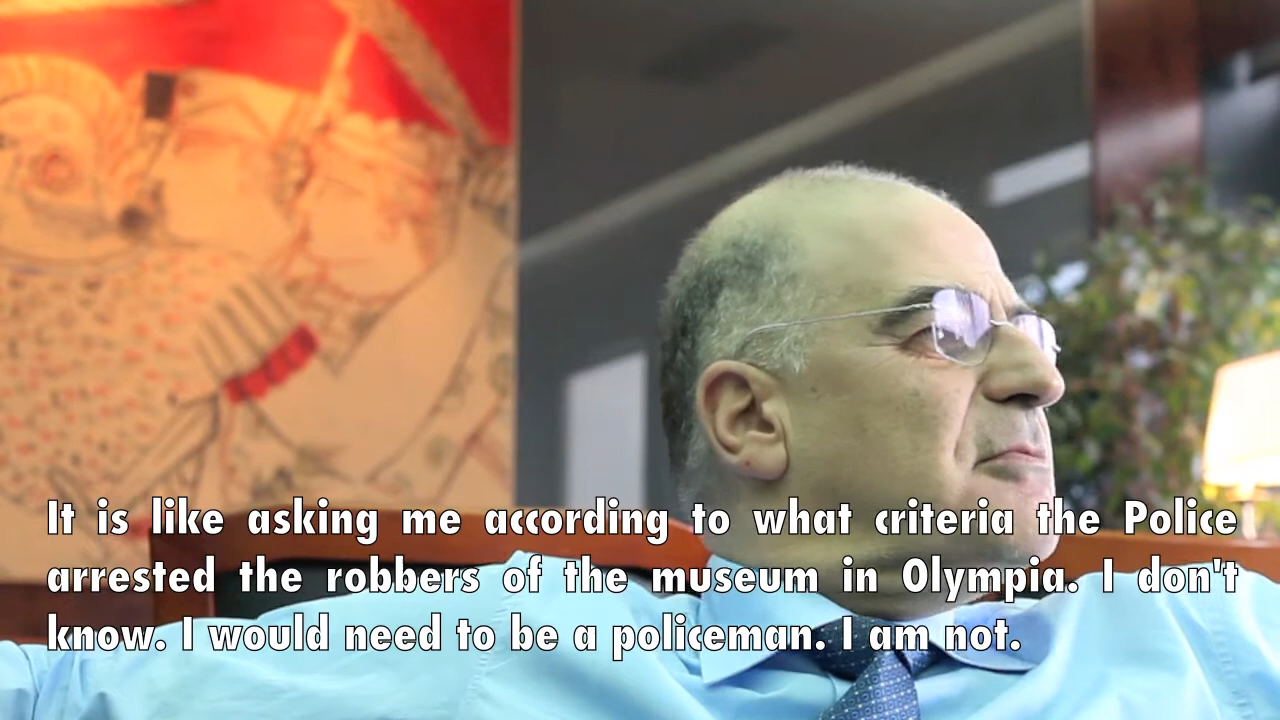 It is like asking me according to what criteria the Police
arrested the robbers of the museum in Olympia. I don't
know. I would need to be a policeman. I am not.